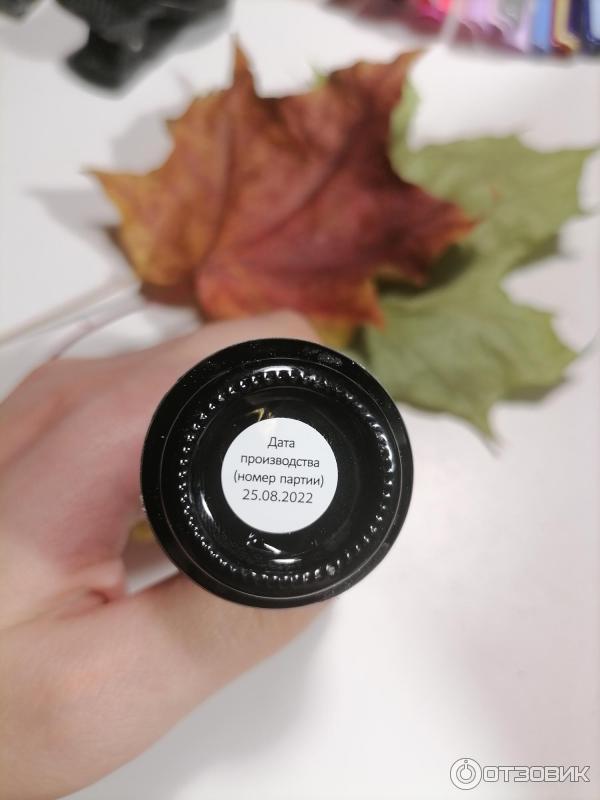 Дата
производства
(номер партии)
25.08.2022
ОТЗОВИК